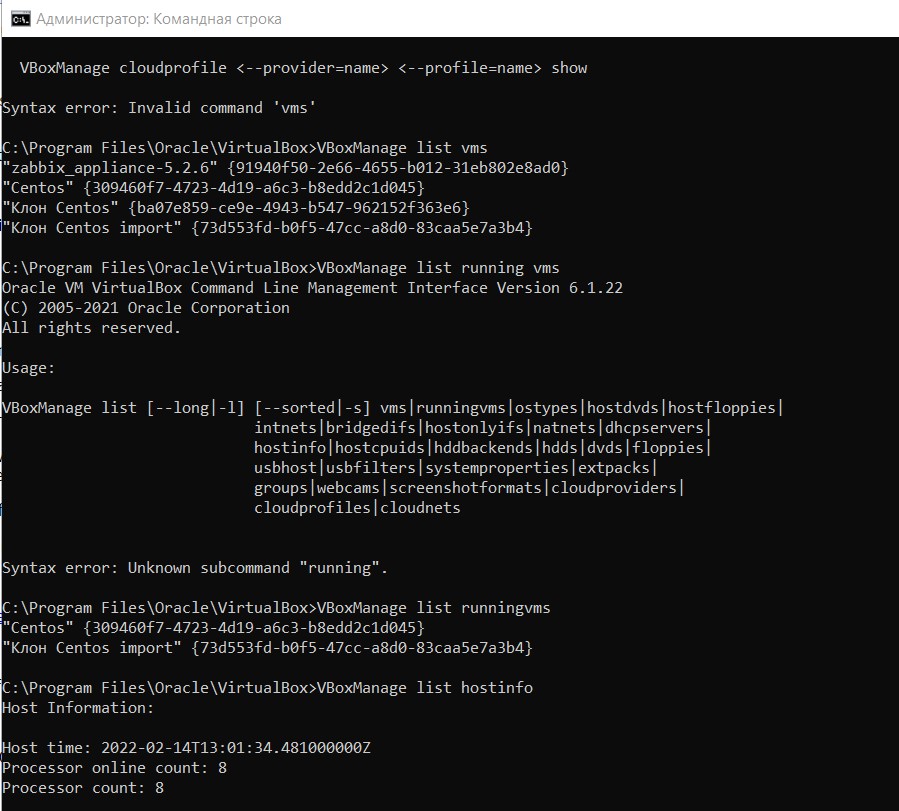 Администратор: Командная строка
VBoxManage cloudprofile <--provider=name> <--profile=name> show
Syntax error: Invalid command 'vms'
C:\Program Files\Oracle\VirtualBox>VBoxManage list vms
"zabbix_appliance-5.2.6" {91940f50-2e66-4655-b012-31eb802e8ad0}
"Centos" {309460f7-4723-4d19-a6c3-b8edd2c1d045}
"Клон Centos" {ba07e859-ce9e-4943-b547-962152f363e6}
"Клон Centos import" {73d553fd-b0f5-47cc-a8d0-83caa5e7a3b4}
C:\Program Files\Oracle\VirtualBox>VBoxManage list running vms
Oracle VM VirtualBox Command Line Management Interface Version 6.1.22
(C) 2005-2021 Oracle Corporation
All rights reserved.
Usage:
VBoxManage list [--long|-l] [--sorted|-s] vms|runningvms|ostypes|hostdvds|hostfloppies|
intnets|bridgedifs|hostonlyifs|natnets|dhcpservers|
hostinfo|hostcpuids|hddbackends|hdds|dvds|floppies|
usbhost|usbfilters|systemproperties|extpacks|
groups|webcams|screenshotformats|cloudproviders|
cloudprofiles|cloudnets
Syntax error: Unknown subcommand "running".
C:\Program Files\Oracle\VirtualBox>VBoxManage list runningvms
"Centos" {309460f7-4723-4d19-a6c3-b8edd2c1d045}
"Клон Centos import" {73d553fd-b0f5-47cc-a8d0-83caa5e7a3b4}
C:\Program Files\Oracle\VirtualBox>VBoxManage list hostinfo
Host Information:
Host time: 2022-02-14T13:01:34.481000000Z
Processor online count: 8
Processor count: 8